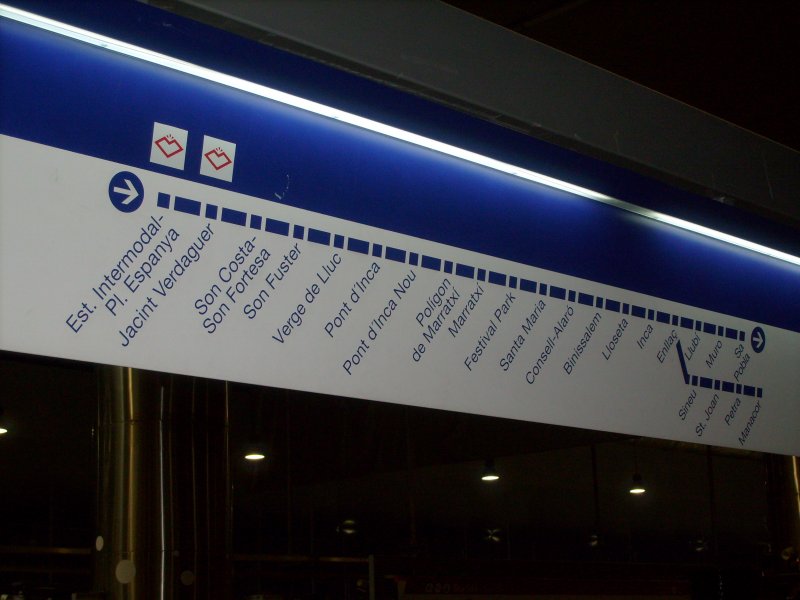 Est. Intermodal-
Pl. Espanya
Jacint Verdaguer
Son Costa-
Son Fortesa
Son Fuster
Verge de Lluc
Pont d'Inca
Pont d'Inca Nou
Polígon
de Marratxí
Marratxí
Festival Park
Santa Maria
Consell-Alaró
Binissalem
Lloseta
Inca
Enllaç
Llubí
Muro
Sa
Pobla
Sineu
St. Joan
Petra
Manacor